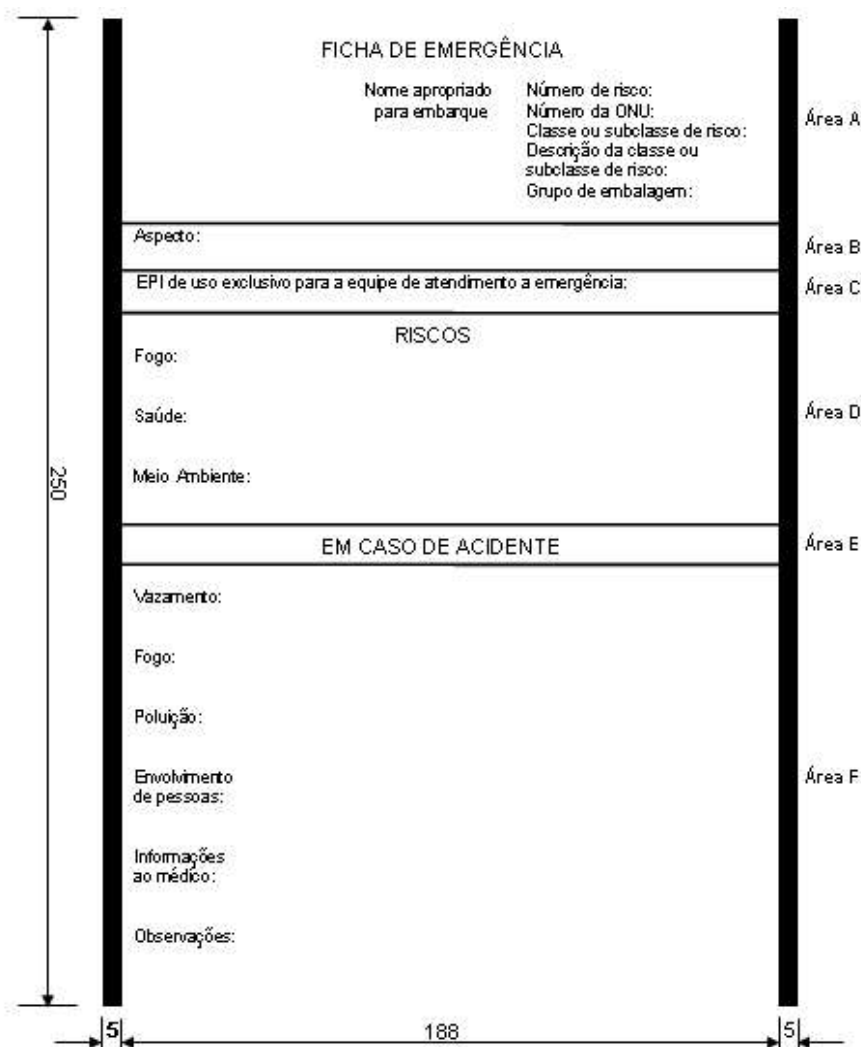 FICHA DE EMERGÊNCIA
Nome apropriado
para embarque
Número de risco:
Número da ONU:
Classe ou subclasse de risco:
Descrição da classe ou
subclasse de risco:
Grupo de embalagem:
Área A
Aspecto:
Área B
EPI de uso exclusivo para a equipe de atendimento a emergência:
Área C
RISCOS
Fogo:
Saúde:
Área D
Meio Ambiente:
250
EM CASO DE ACIDENTE
Área E
Vazamento:
Fogo:
Poluição:
Envolvimento
de pessoas:
Área F
Informações
ao médico:
Observações:
5
188
5